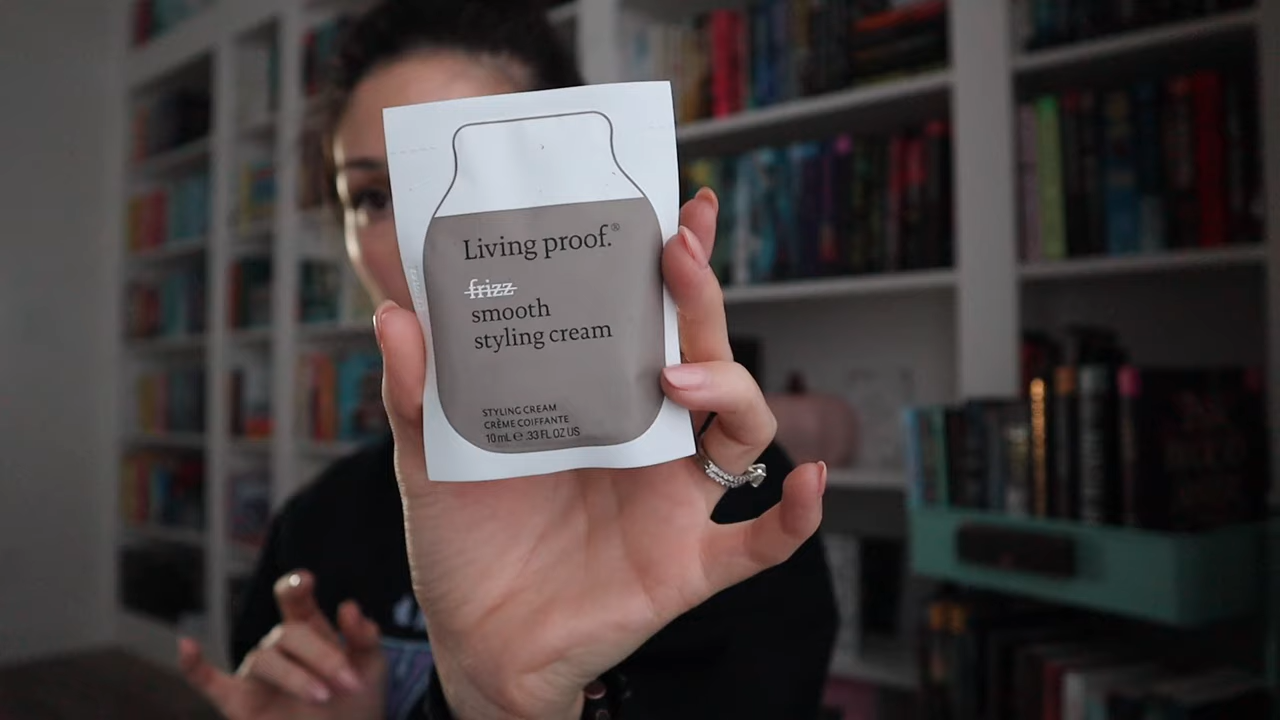 Living proof.®
frizz
smooth
styling cream
STYLING CREAM
CRÈME COIFFANTE
10 mL ℮ .33 FL OZ US